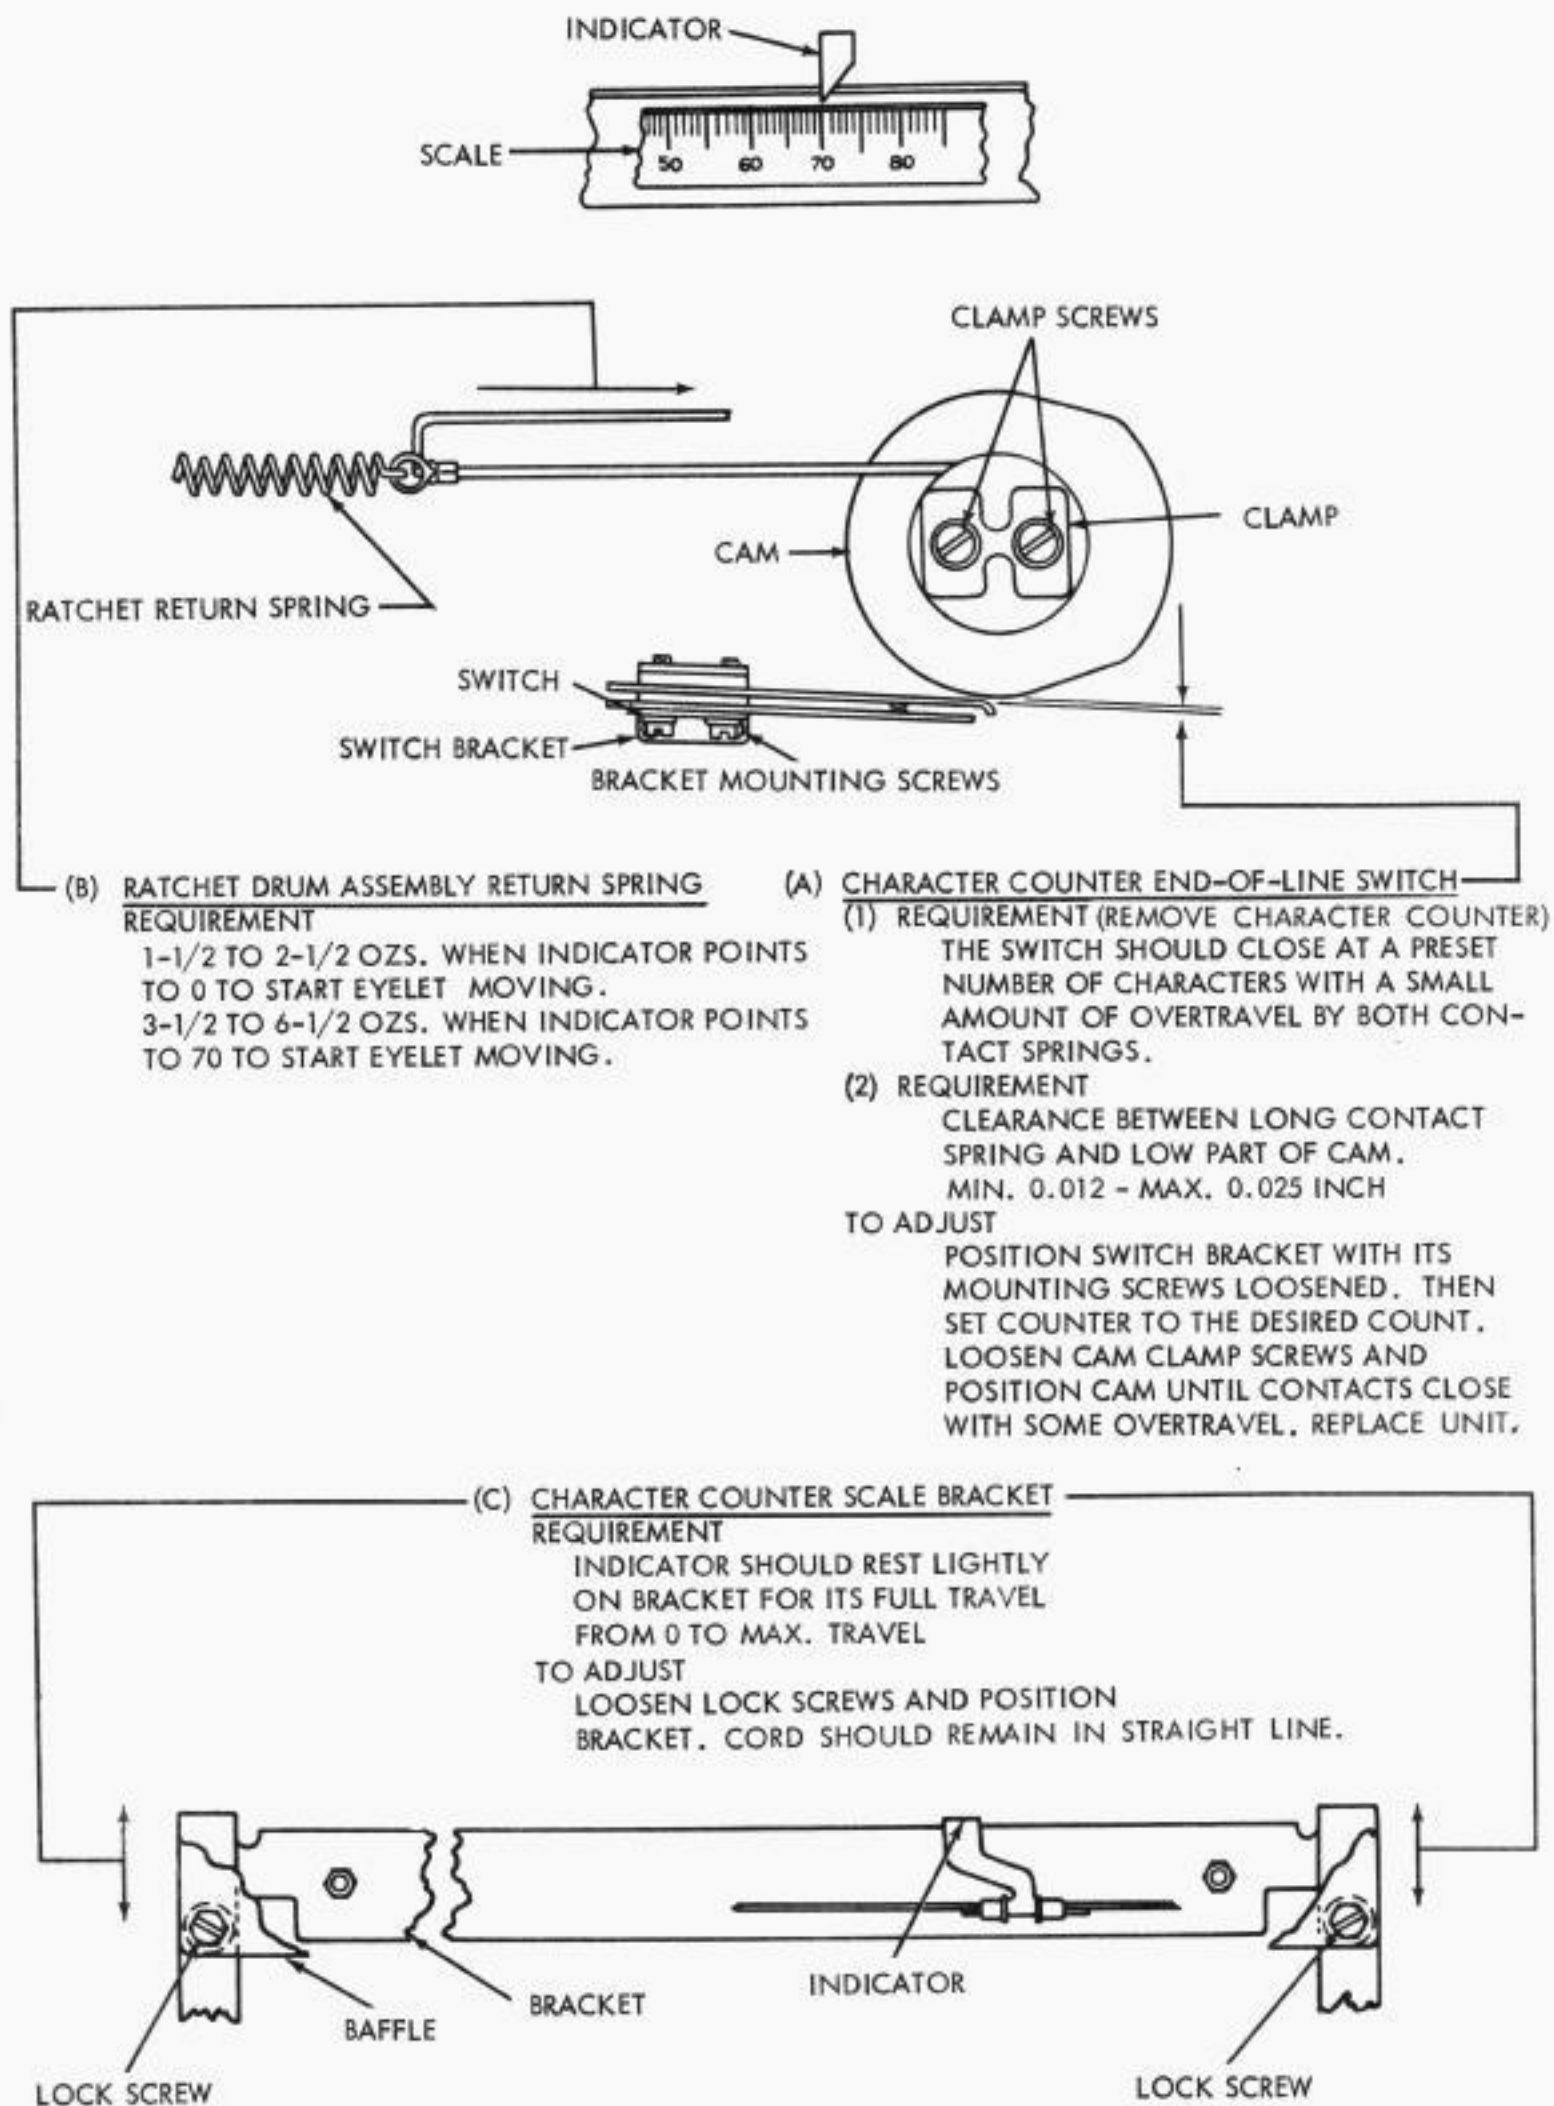 INDICATOR
SCALE
50 60 70 80
CLAMP SCREWS
CLAMP
CAM
RATCHET RETURN SPRING
SWITCH
SWITCH BRACKET
BRACKET MOUNTING SCREWS
(B) RATCHET DRUM ASSEMBLY RETURN SPRING
REQUIREMENT
1-1/2 TO 2-1/2 OZS. WHEN INDICATOR POINTS
TO 0 TO START EYELET MOVING.
3-1/2 TO 6-1/2 OZS. WHEN INDICATOR POINTS
TO 70 TO START EYELET MOVING.
(A) CHARACTER COUNTER END-OF-LINE SWITCH
(1) REQUIREMENT (REMOVE CHARACTER COUNTER)
THE SWITCH SHOULD CLOSE AT A PRESET
NUMBER OF CHARACTERS WITH A SMALL
AMOUNT OF OVERTRAVEL BY BOTH CON-
TACT SPRINGS.
(2) REQUIREMENT
CLEARANCE BETWEEN LONG CONTACT
SPRING AND LOW PART OF CAM.
MIN. 0.012 - MAX. 0.025 INCH
TO ADJUST
POSITION SWITCH BRACKET WITH ITS
MOUNTING SCREWS LOOSENED. THEN
SET COUNTER TO THE DESIRED COUNT.
LOOSEN CAM CLAMP SCREWS AND
POSITION CAM UNTIL CONTACTS CLOSE
WITH SOME OVERTRAVEL. REPLACE UNIT.
(C) CHARACTER COUNTER SCALE BRACKET
REQUIREMENT
INDICATOR SHOULD REST LIGHTLY
ON BRACKET FOR ITS FULL TRAVEL
FROM 0 TO MAX. TRAVEL
TO ADJUST
LOOSEN LOCK SCREWS AND POSITION
BRACKET. CORD SHOULD REMAIN IN STRAIGHT LINE.
INDICATOR
BRACKET
BAFFLE
LOCK SCREW
LOCK SCREW